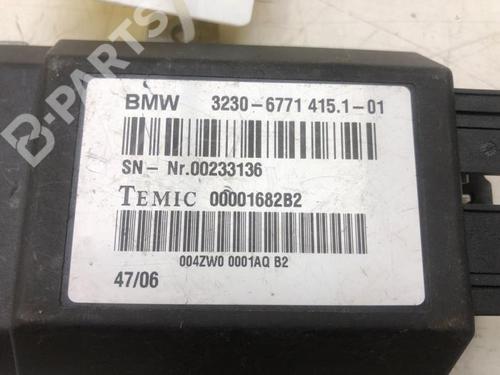 BMW 3230-6771 415.1-01
SN- Nr.00233136
TEMIC 00001682B2
004ZW0 0001AQ B2
47/06
B-PARTS